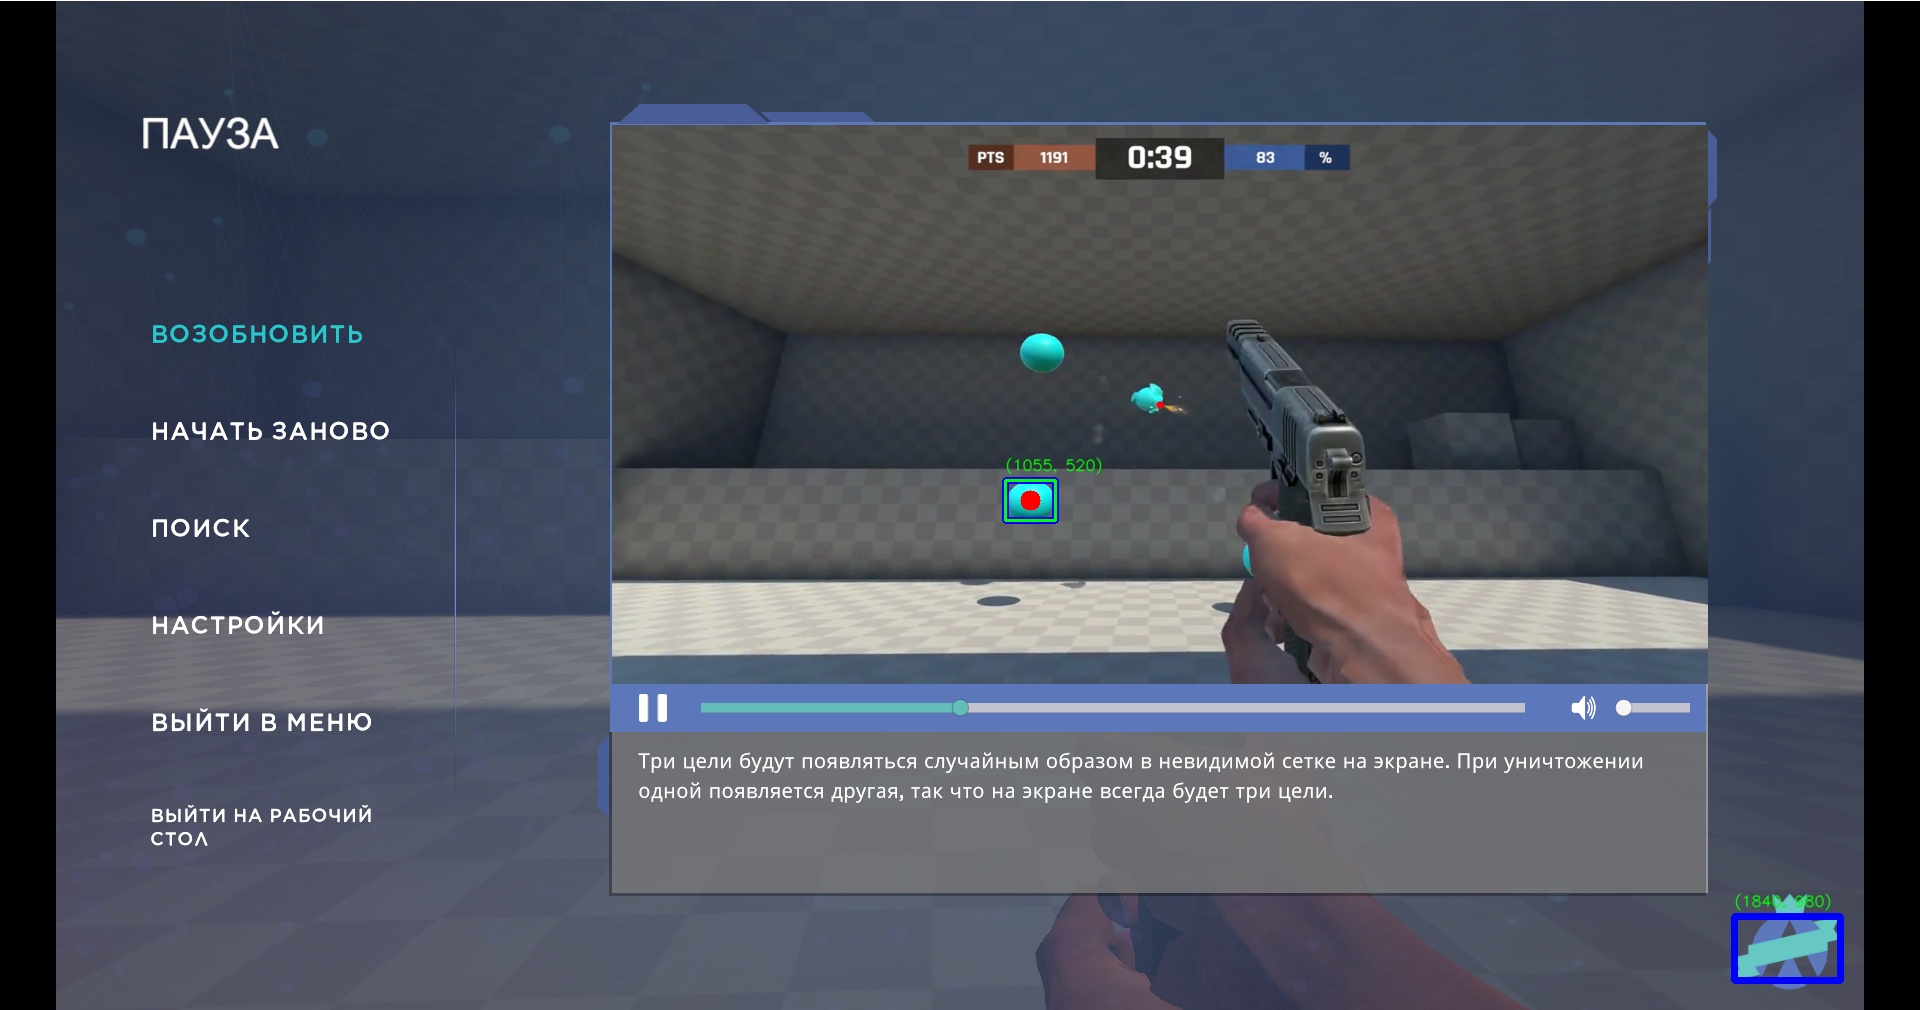 ПАУЗА
ВОЗОБНОВИТЬ
НАЧАТЬ ЗАНОВО
ПОИСК
НАСТРОЙКИ
ВЫЙТИ В МЕНЮ
ВЫЙТИ НА РАБОЧИЙ
СТОЛ
PTS 1191 0:39 83 %
(1055, 520)
Три цели будут появляться случайным образом в невидимой сетке на экране. При уничтожении
одной появляется другая, так что на экране всегда будет три цели.
(1840, 980)